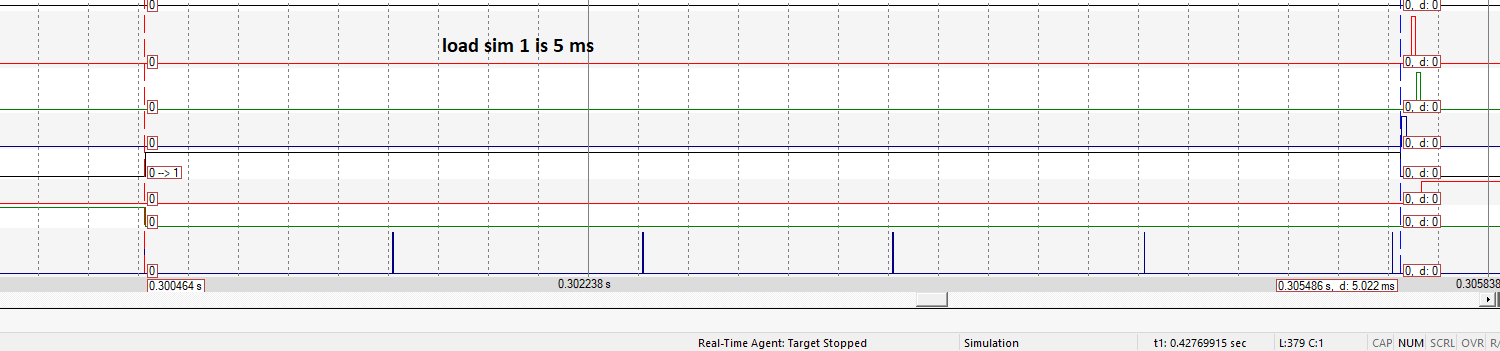 0 0, d: 0
load sim 1 is 5 ms
0 0, d: 0
0 0, d: 0
0 0, d: 0
0 --> 1 0, d: 0
0 0, d: 0
0 0, d: 0
0 0, d: 0
0.300464 s 0.302238 s 0.305486 s, d: 5.022 ms 0.305838
Real-Time Agent: Target Stopped Simulation t1: 0.42769915 sec L:379 C:1 CAP NUM SCRL OVR R/